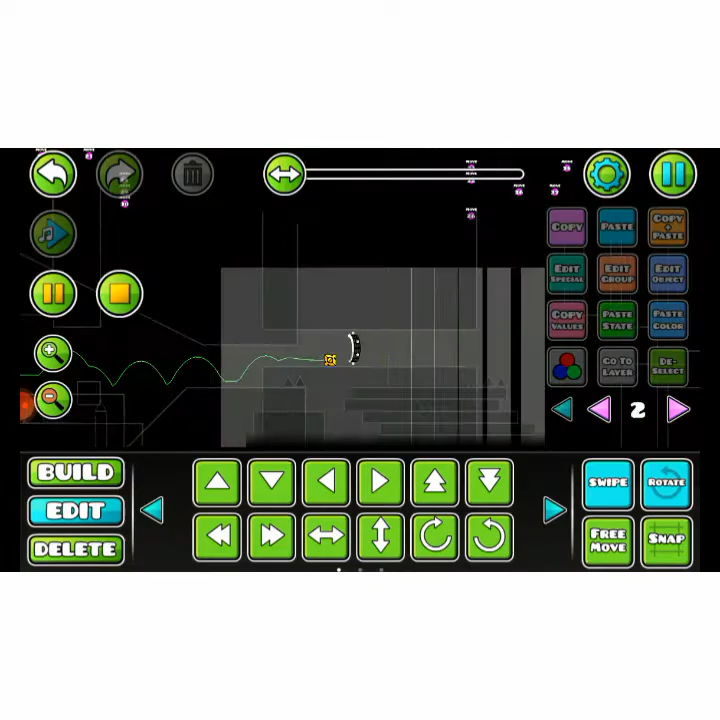 COPY
PASTE
COPY
+
PASTE
EDIT
SPECIAL
EDIT
GROUP
EDIT
OBJECT
COPY
VALUES
PASTE
STATE
PASTE
COLOR
GO TO
LAYER
DE-
SELECT
2
BUILD
EDIT
DELETE
SWIPE
ROTATE
FREE
MOVE
SNAP